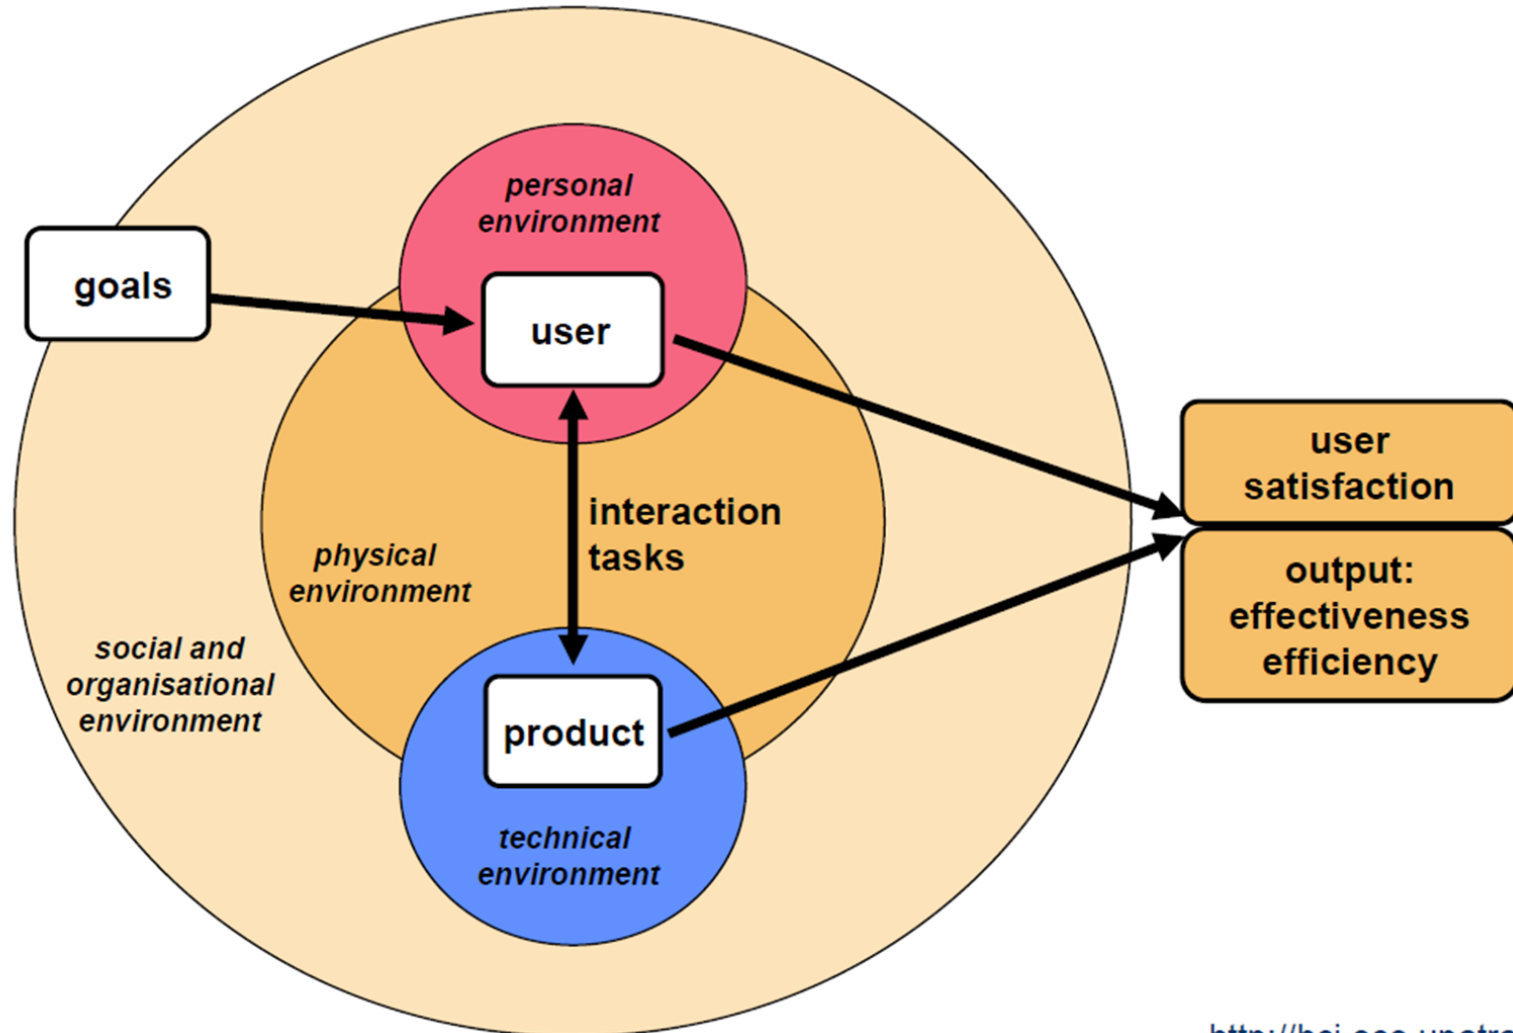 personal
environment
goals
user
user
satisfaction
interaction
tasks
physical
environment
output:
effectiveness
efficiency
social and
organisational
environment
product
technical
environment